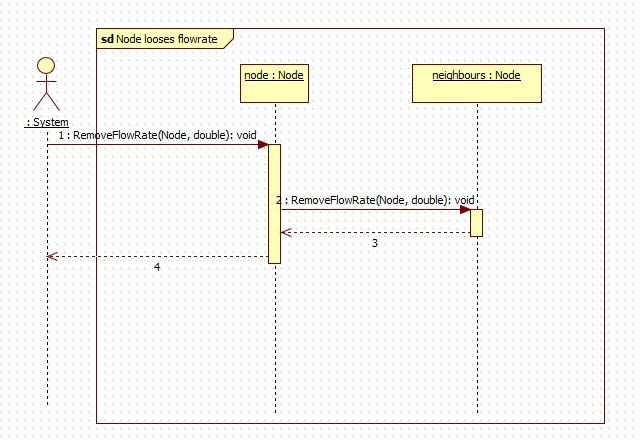 sd Node looses flowrate
node : Node
neighbours : Node
: System
1 : RemoveFlowRate(Node, double): void
2 : RemoveFlowRate(Node, double): void
3
4